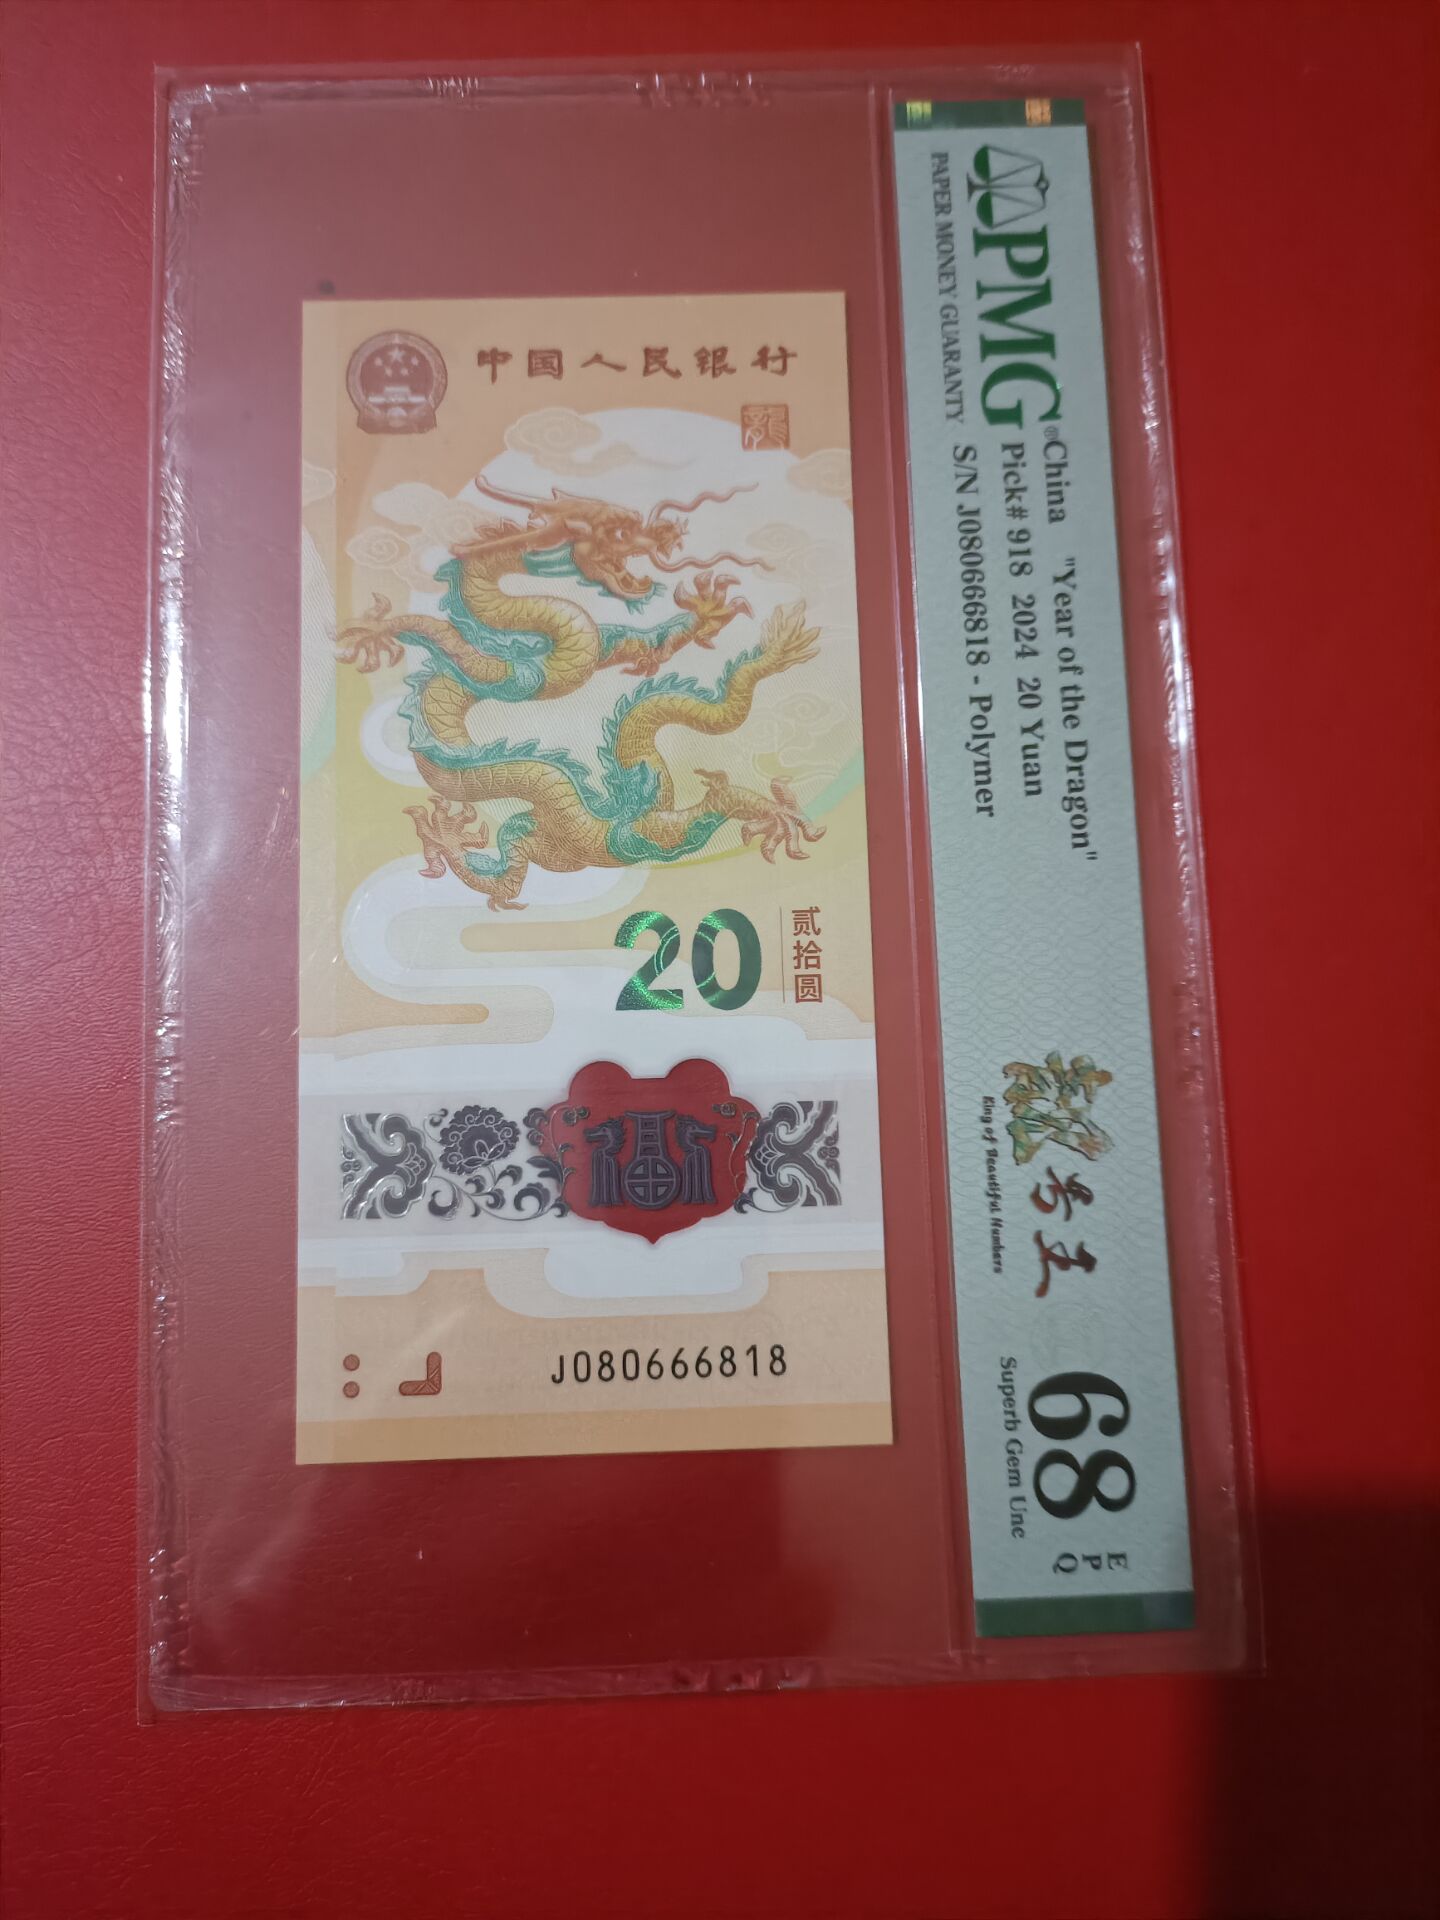 中国人民银行
龍
20
贰拾圆
J080666818
PMG®
PAPER MONEY GUARANTY
China "Year of the Dragon"
Pick# 918 2024 20 Yuan
S/N J080666818 - Polymer
King of Beautiful Numbers
68 EPQ
Superb Gem Unc